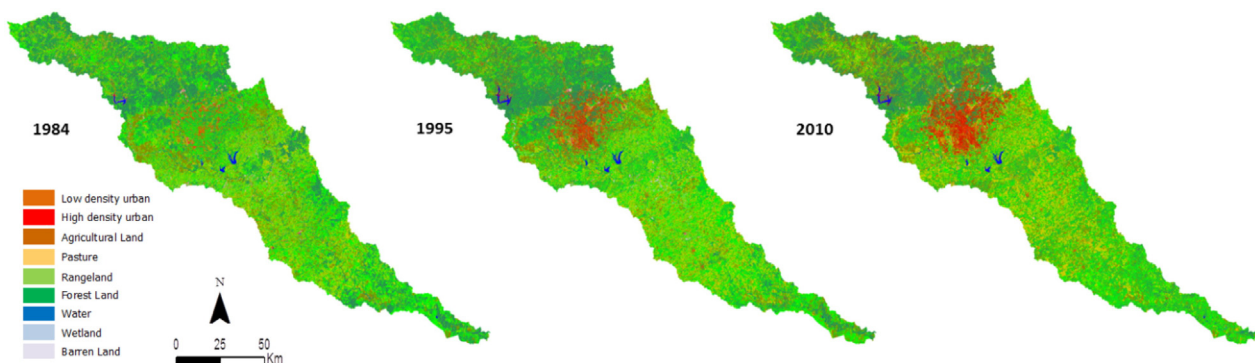 1984
1995
2010
Low density urban
High density urban
Agricultural Land
Pasture
Rangeland
Forest Land
Water
Wetland
Barren Land
N
0 25 50
Km